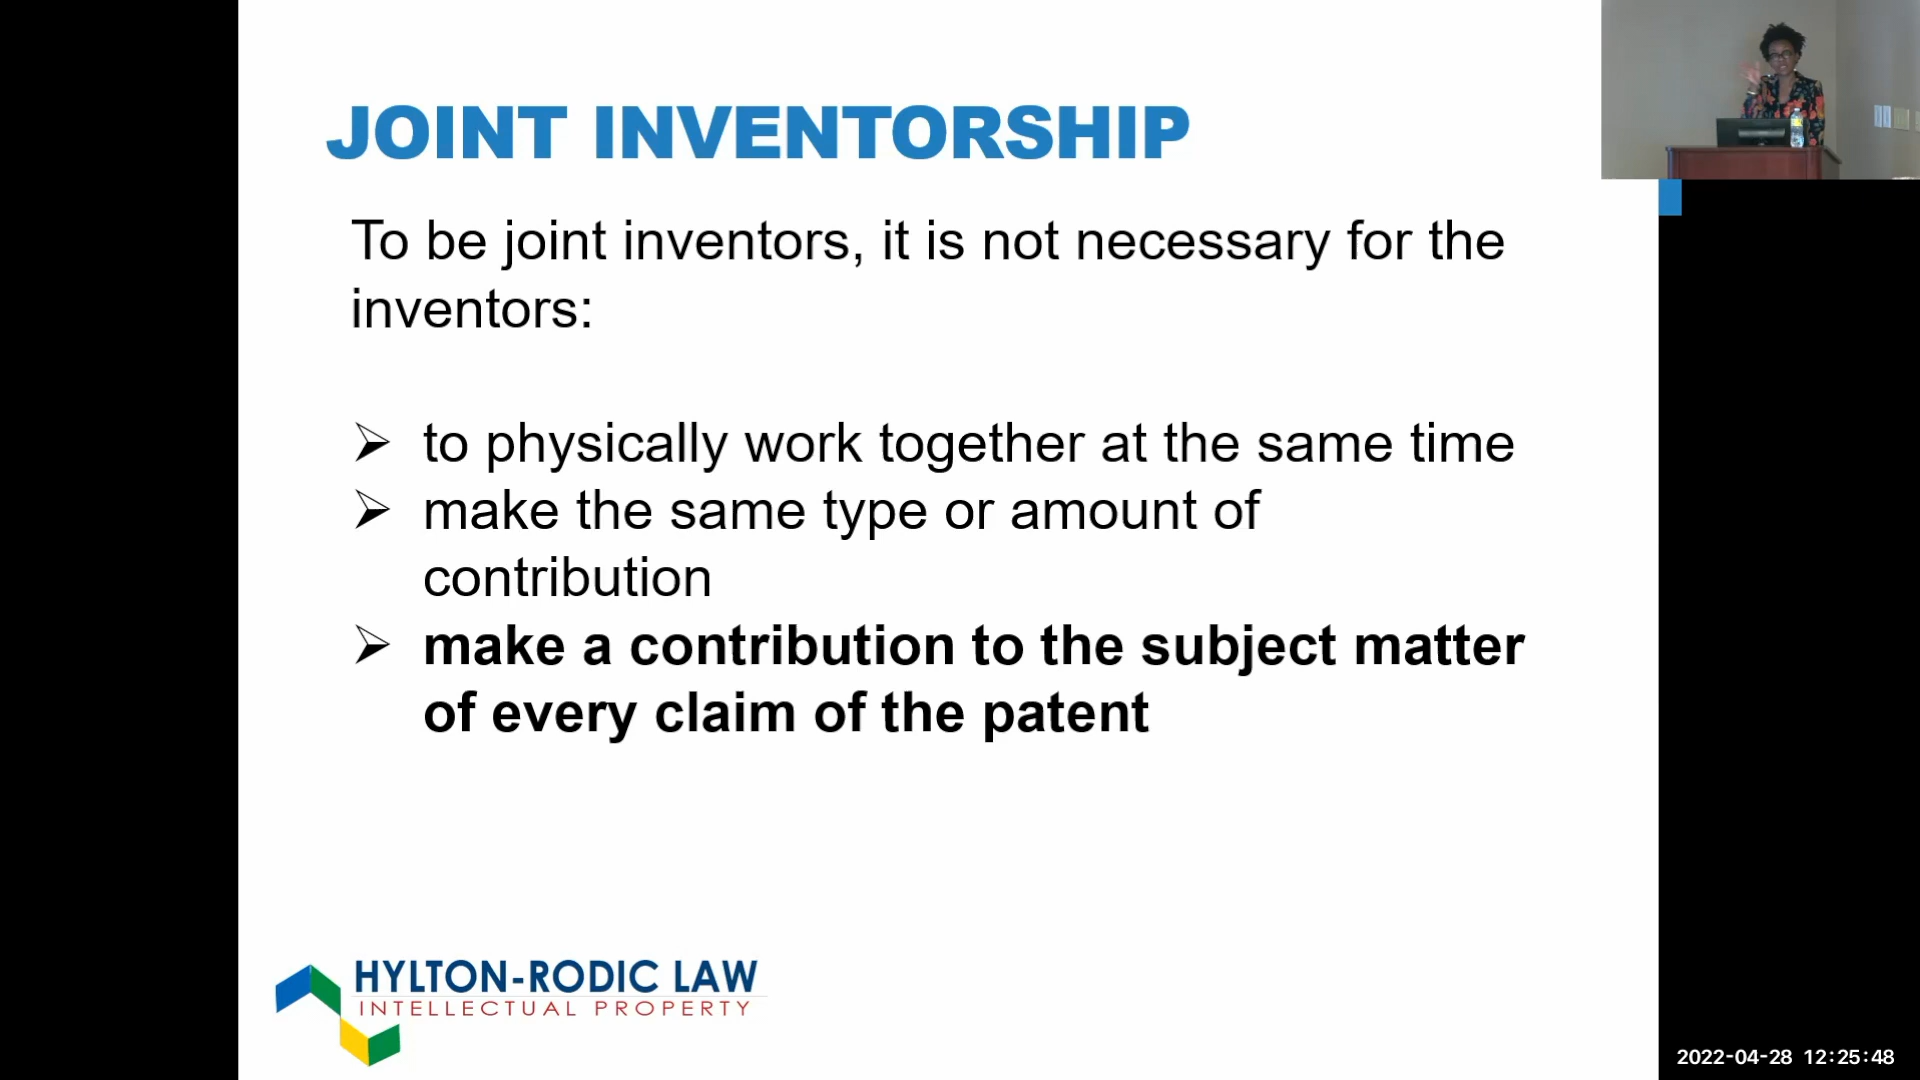 JOINT INVENTORSHIP
To be joint inventors, it is not necessary for the
inventors:
➢ to physically work together at the same time
➢ make the same type or amount of
contribution
➢ make a contribution to the subject matter
of every claim of the patent
HYLTON-RODIC LAW
INTELLECTUAL PROPERTY
2022-04-28 12:25:48